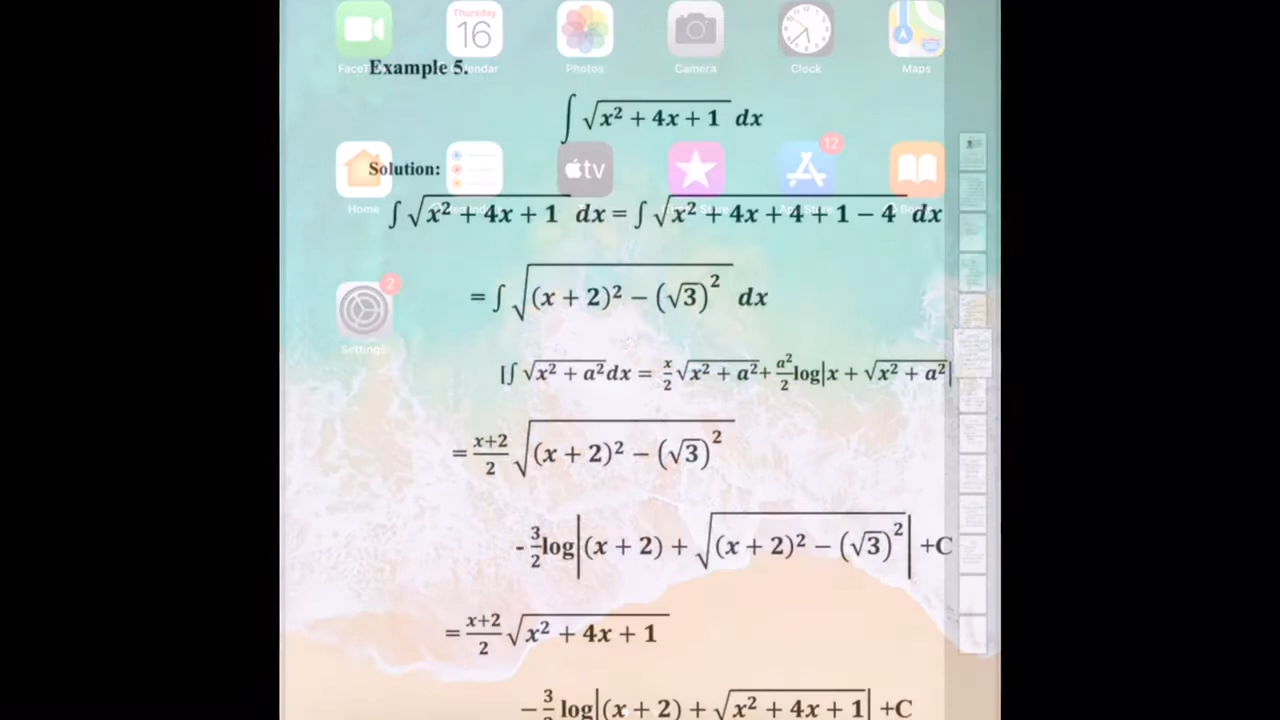 Thursday
16
FaceT
Calendar
Photos
Camera
Clock
Maps
Example 5.
∫ √(x² + 4x + 1) dx
12
tv
Solution:
Home
∫ √(x² + 4x + 1) dx = ∫ √(x² + 4x + 4 + 1 − 4) dx
= ∫ √((x + 2)² − (√3)²) dx
2
Settings
[∫ √(x² + a²)dx = x/2 √(x² + a²) + a²/2 log|x + √(x² + a²)|
= x+2/2 √((x + 2)² − (√3)²)
- 3/2 log|(x + 2) + √((x + 2)² − (√3)²)| +C
= x+2/2 √(x² + 4x + 1)
− 3/2 log|(x + 2) + √(x² + 4x + 1)| +C